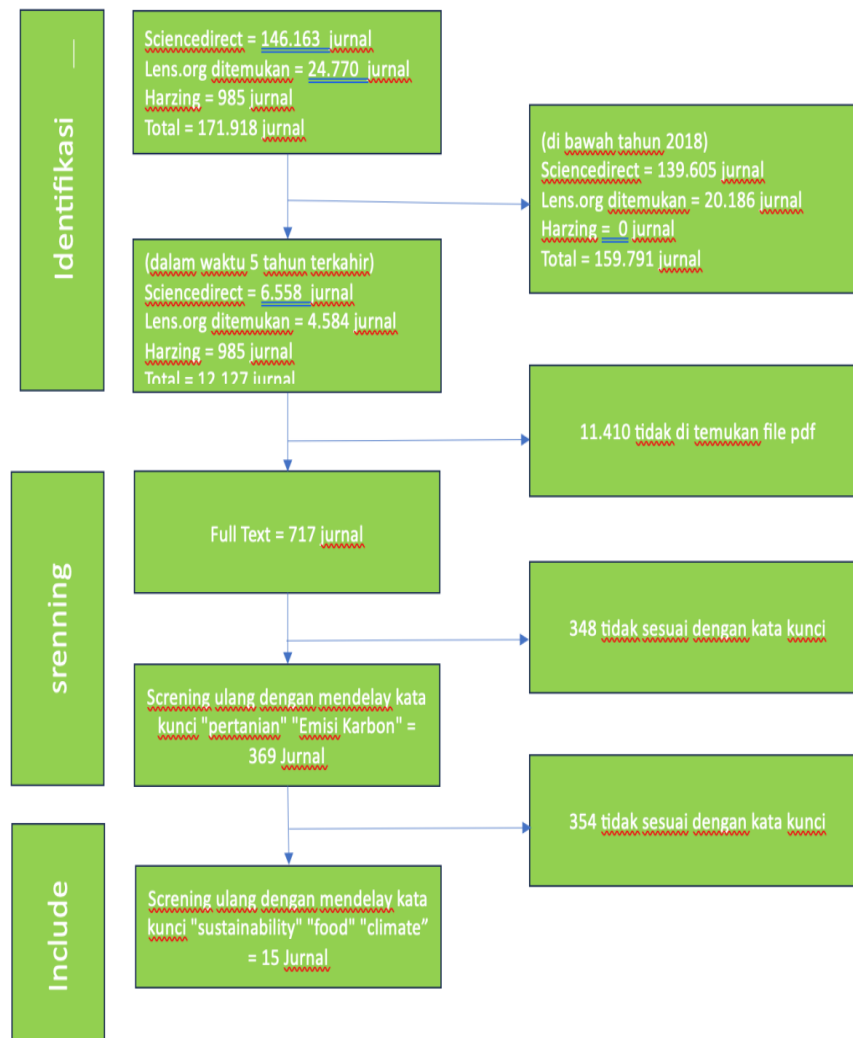 Identifikasi
Sciencedirect = 146.163 jurnal
Lens.org ditemukan = 24.770 jurnal
Harzing = 985 jurnal
Total = 171.918 jurnal
(di bawah tahun 2018)
Sciencedirect = 139.605 jurnal
Lens.org ditemukan = 20.186 jurnal
Harzing = 0 jurnal
Total = 159.791 jurnal
(dalam waktu 5 tahun terkahir)
Sciencedirect = 6.558 jurnal
Lens.org ditemukan = 4.584 jurnal
Harzing = 985 jurnal
Total = 12.127 jurnal
11.410 tidak di temukan file pdf
srenning
Full Text = 717 jurnal
348 tidak sesuai dengan kata kunci
Screning ulang dengan mendelay kata
kunci "pertanian" "Emisi Karbon" =
369 Jurnal
354 tidak sesuai dengan kata kunci
Include
Screning ulang dengan mendelay kata
kunci "sustainability" "food" "climate”
= 15 Jurnal